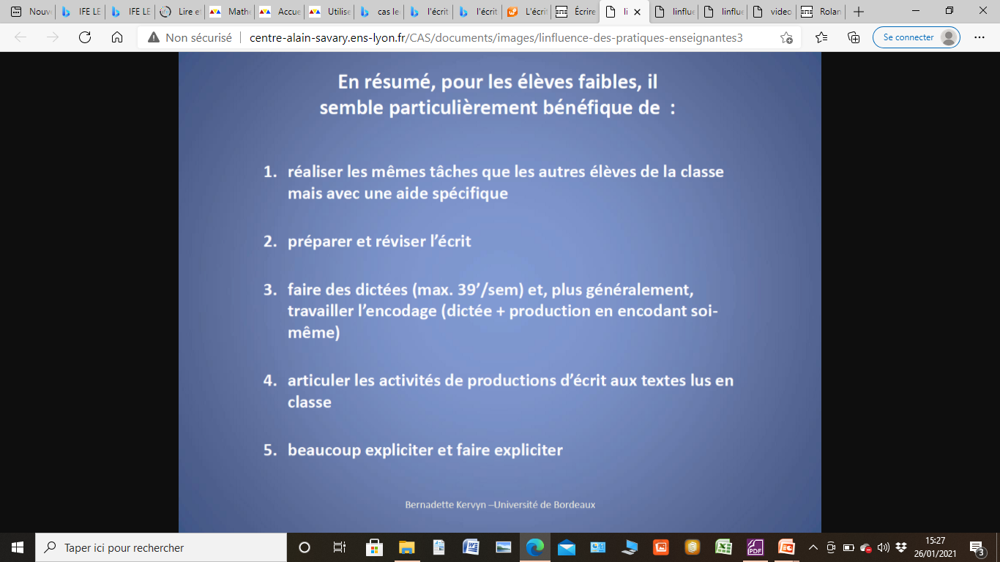 Nouve
IFE LE
IFE LE
Lire et
Mathé
Accue
Utilise
cas le
l'écrit
l'écrit
L'écrit
Écrire
li
linflue
linflue
video
Rolan
Non sécurisé
centre-alain-savary.ens-lyon.fr/CAS/documents/images/linfluence-des-pratiques-enseignantes3
Se connecter
En résumé, pour les élèves faibles, il
semble particulièrement bénéfique de :
1. réaliser les mêmes tâches que les autres élèves de la classe
mais avec une aide spécifique
2. préparer et réviser l’écrit
3. faire des dictées (max. 39’/sem) et, plus généralement,
travailler l’encodage (dictée + production en encodant soi-
même)
4. articuler les activités de productions d’écrit aux textes lus en
classe
5. beaucoup expliciter et faire expliciter
Bernadette Kervyn –Université de Bordeaux
Taper ici pour rechercher
15:27
26/01/2021
3